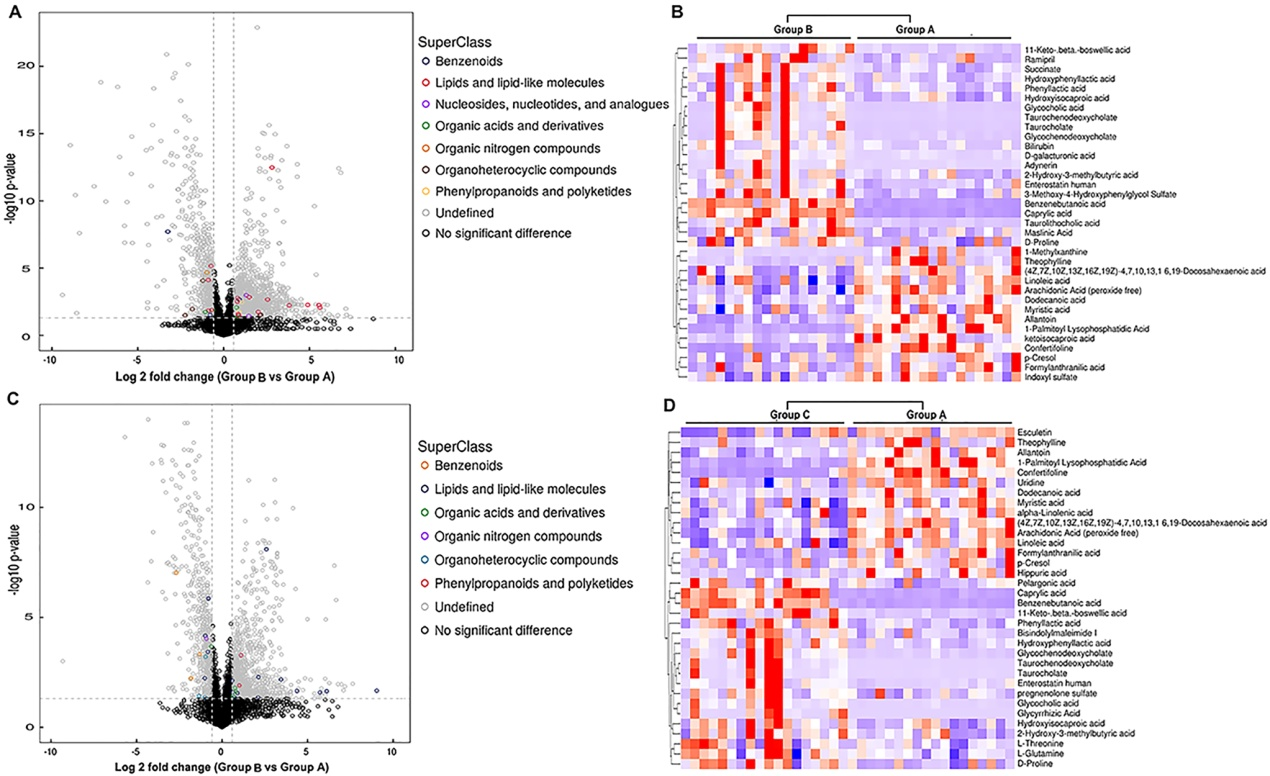 A
-log10 p-value
20
15
10
5
0
-10
-5
0
5
10
Log 2 fold change (Group B vs Group A)
SuperClass
Benzenoids
Lipids and lipid-like molecules
Nucleosides, nucleotides, and analogues
Organic acids and derivatives
Organic nitrogen compounds
Organoheterocyclic compounds
Phenylpropanoids and polyketides
Undefined
No significant difference
B
Group B
Group A
11-Keto-.beta.-boswellic acid
Ramipril
Succinate
Hydroxyphenyllactic acid
Phenyllactic acid
Hydroxyisocaproic acid
Glycocholic acid
Taurochenodeoxycholate
Taurocholate
Glycochenodeoxycholate
Bilirubin
D-galacturonic acid
Adynerin
2-Hydroxy-3-methylbutyric acid
Enterostatin human
3-Methoxy-4-Hydroxyphenylglycol Sulfate
Benzenebutanoic acid
Caprylic acid
Taurolithocholic acid
Maslinic Acid
D-Proline
1-Methylxanthine
Theophylline
(4Z,7Z,10Z,13Z,16Z,19Z)-4,7,10,13,1 6,19-Docosahexaenoic acid
Linoleic acid
Arachidonic Acid (peroxide free)
Dodecanoic acid
Myristic acid
Allantoin
1-Palmitoyl Lysophosphatidic Acid
ketoisocaproic acid
Confertifoline
p-Cresol
Formylanthranilic acid
Indoxyl sulfate
C
-log10 p-value
10
5
0
-10
-5
0
5
10
Log 2 fold change (Group B vs Group A)
SuperClass
Benzenoids
Lipids and lipid-like molecules
Organic acids and derivatives
Organic nitrogen compounds
Organoheterocyclic compounds
Phenylpropanoids and polyketides
Undefined
No significant difference
D
Group C
Group A
Esculetin
Theophylline
Allantoin
1-Palmitoyl Lysophosphatidic Acid
Confertifoline
Uridine
Dodecanoic acid
Myristic acid
alpha-Linolenic acid
(4Z,7Z,10Z,13Z,16Z,19Z)-4,7,10,13,1 6,19-Docosahexaenoic acid
Arachidonic Acid (peroxide free)
Linoleic acid
Formylanthranilic acid
p-Cresol
Hippuric acid
Pelargonic acid
Caprylic acid
Benzenebutanoic acid
11-Keto-.beta.-boswellic acid
Phenyllactic acid
Bisindolylmaleimide I
Hydroxyphenyllactic acid
Glycochenodeoxycholate
Taurochenodeoxycholate
Taurocholate
Enterostatin human
pregnenolone sulfate
Glycocholic acid
Glycyrrhizic Acid
Hydroxyisocaproic acid
2-Hydroxy-3-methylbutyric acid
L-Threonine
L-Glutamine
D-Proline